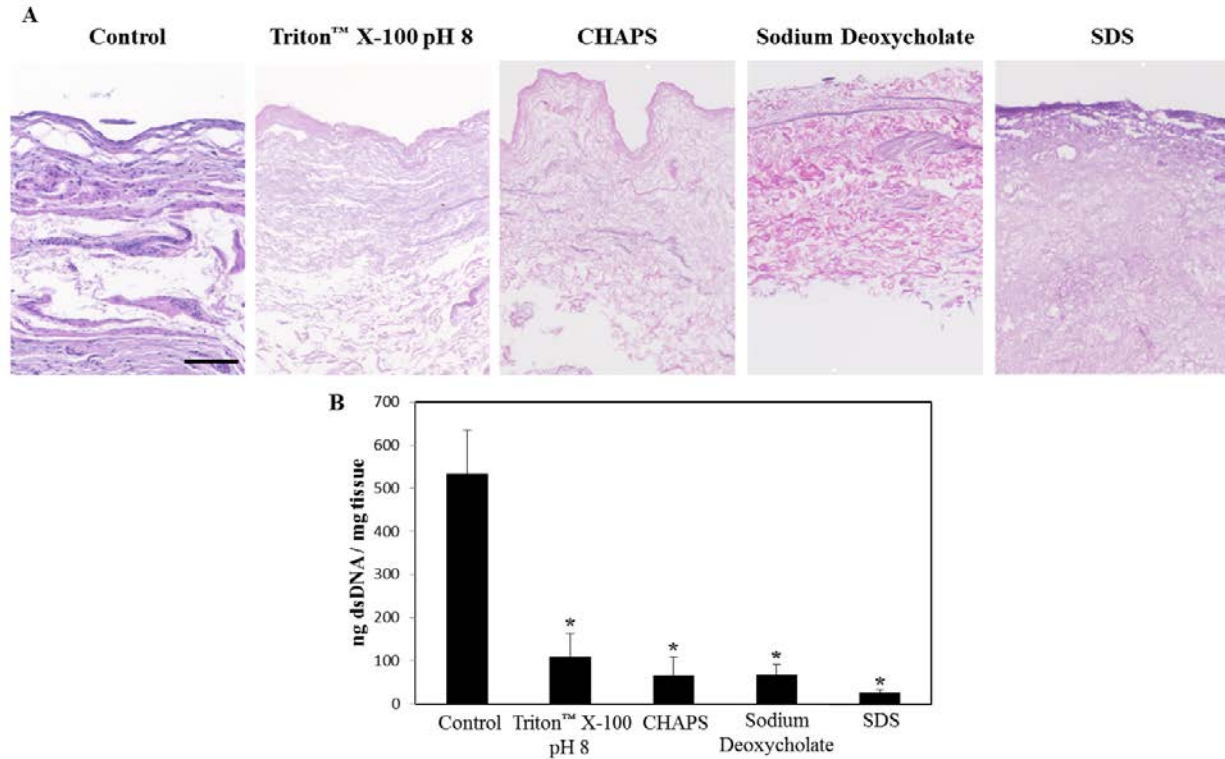 A
Control
Triton™ X-100 pH 8
CHAPS
Sodium Deoxycholate
SDS
B
ng dsDNA / mg tissue
700
600
500
400
300
200
100
0
*
*
*
*
Control
Triton™ X-100
pH 8
CHAPS
Sodium
Deoxycholate
SDS